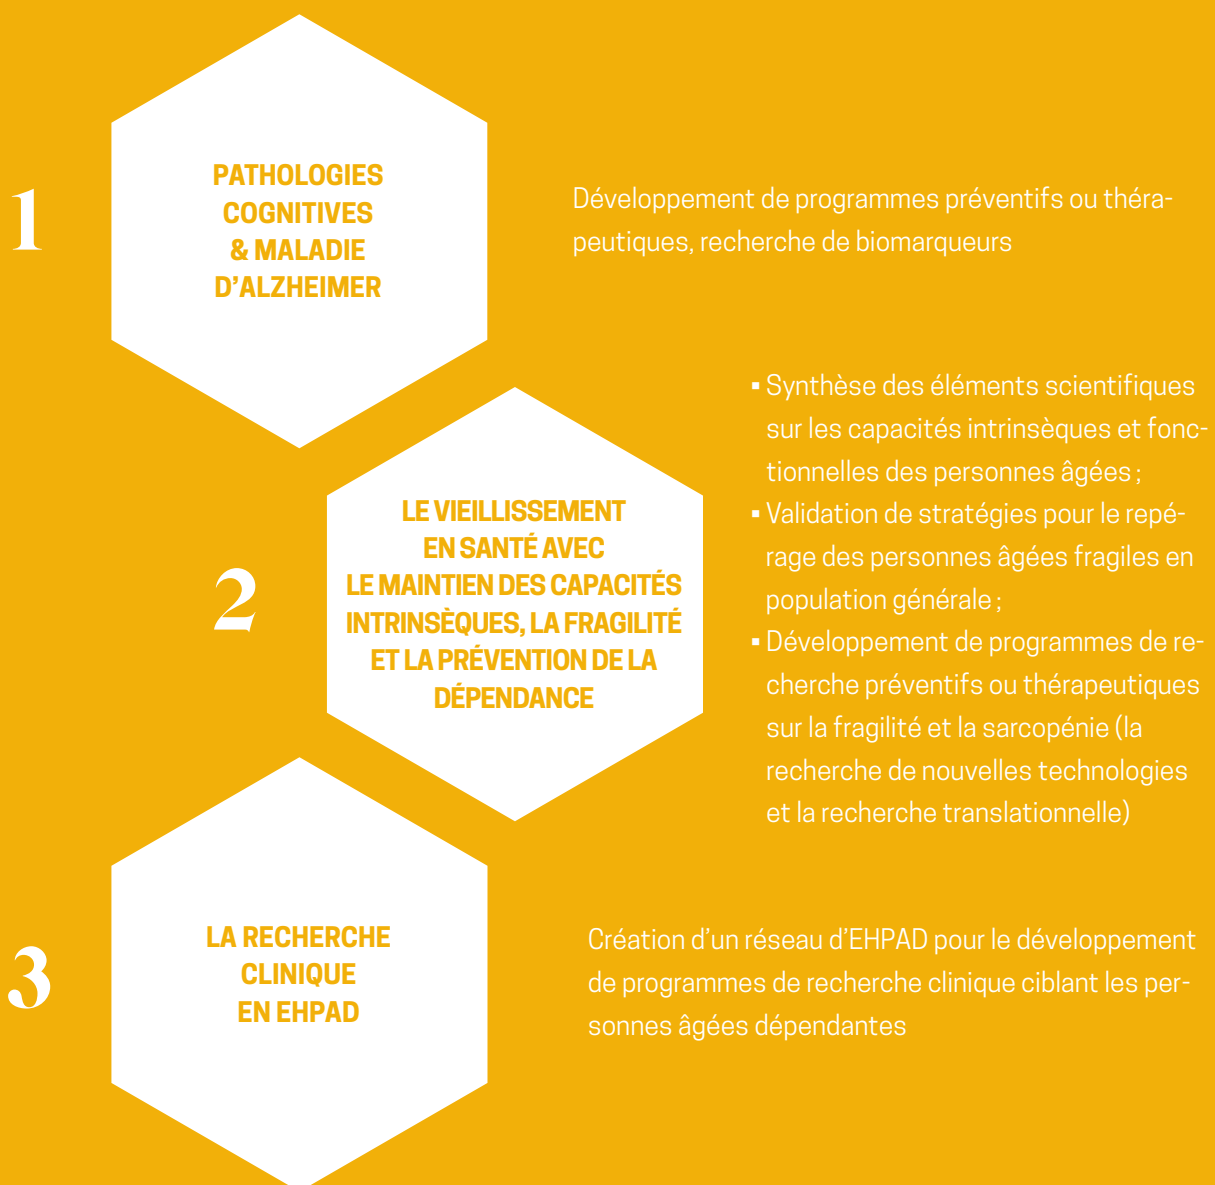 1
PATHOLOGIES
COGNITIVES
& MALADIE
D’ALZHEIMER
Développement de programmes préventifs ou théra-
peutiques, recherche de biomarqueurs
2
LE VIEILLISSEMENT
EN SANTÉ AVEC
LE MAINTIEN DES CAPACITÉS
INTRINSÈQUES, LA FRAGILITÉ
ET LA PRÉVENTION DE LA
DÉPENDANCE
▪ Synthèse des éléments scientifiques
sur les capacités intrinsèques et fonc-
tionnelles des personnes âgées ;
▪ Validation de stratégies pour le repé-
rage des personnes âgées fragiles en
population générale ;
▪ Développement de programmes de re-
cherche préventifs ou thérapeutiques
sur la fragilité et la sarcopénie (la
recherche de nouvelles technologies
et la recherche translationnelle)
3
LA RECHERCHE
CLINIQUE
EN EHPAD
Création d’un réseau d’EHPAD pour le développement
de programmes de recherche clinique ciblant les per-
sonnes âgées dépendantes